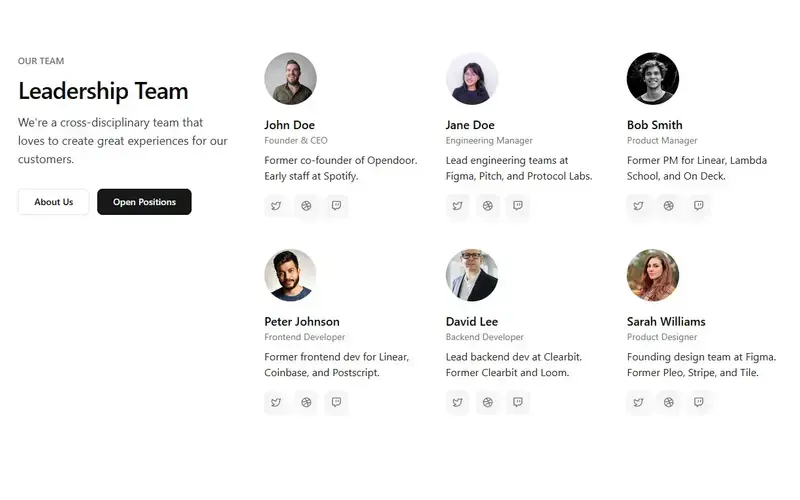 OUR TEAM
Leadership Team
We're a cross-disciplinary team that
loves to create great experiences for our
customers.
About Us
Open Positions
John Doe
Founder & CEO
Former co-founder of Opendoor.
Early staff at Spotify.
Jane Doe
Engineering Manager
Lead engineering teams at
Figma, Pitch, and Protocol Labs.
Bob Smith
Product Manager
Former PM for Linear, Lambda
School, and On Deck.
Peter Johnson
Frontend Developer
Former frontend dev for Linear,
Coinbase, and Postscript.
David Lee
Backend Developer
Lead backend dev at Clearbit.
Former Clearbit and Loom.
Sarah Williams
Product Designer
Founding design team at Figma.
Former Pleo, Stripe, and Tile.